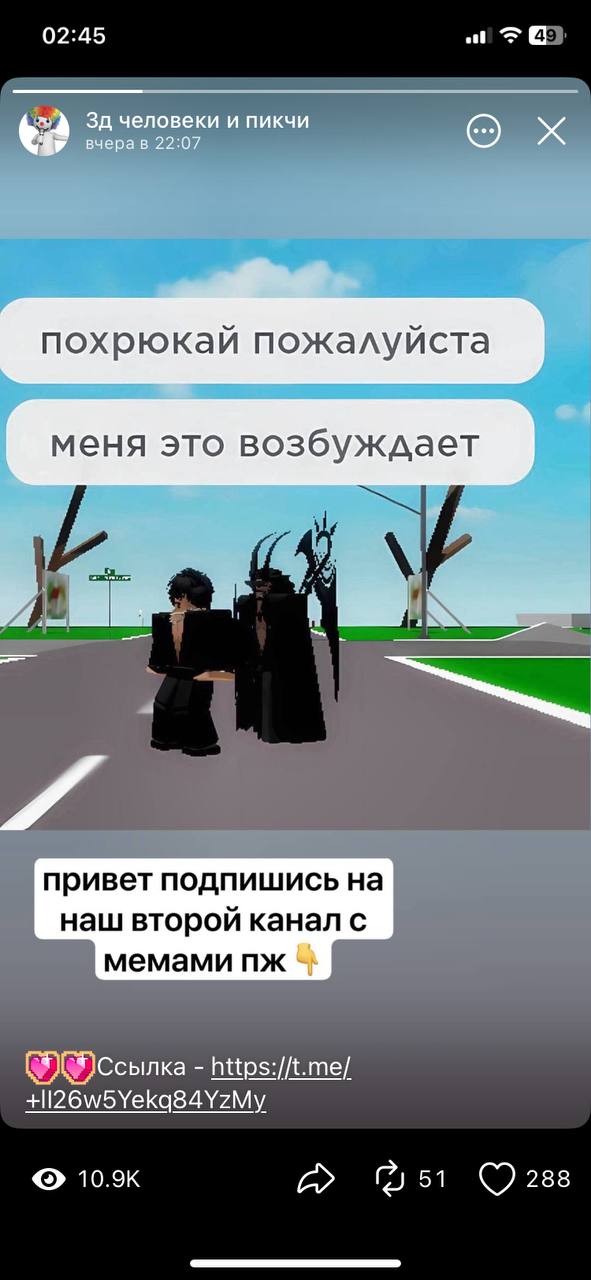 02:45
49
3д человеки и пикчи
вчера в 22:07
похрюкай пожалуйста
меня это возбуждает
привет подпишись на
наш второй канал с
мемами пж👇
Ссылка - https://t.me/
+lI26w5Yekq84YzMy
10.9K
51
288